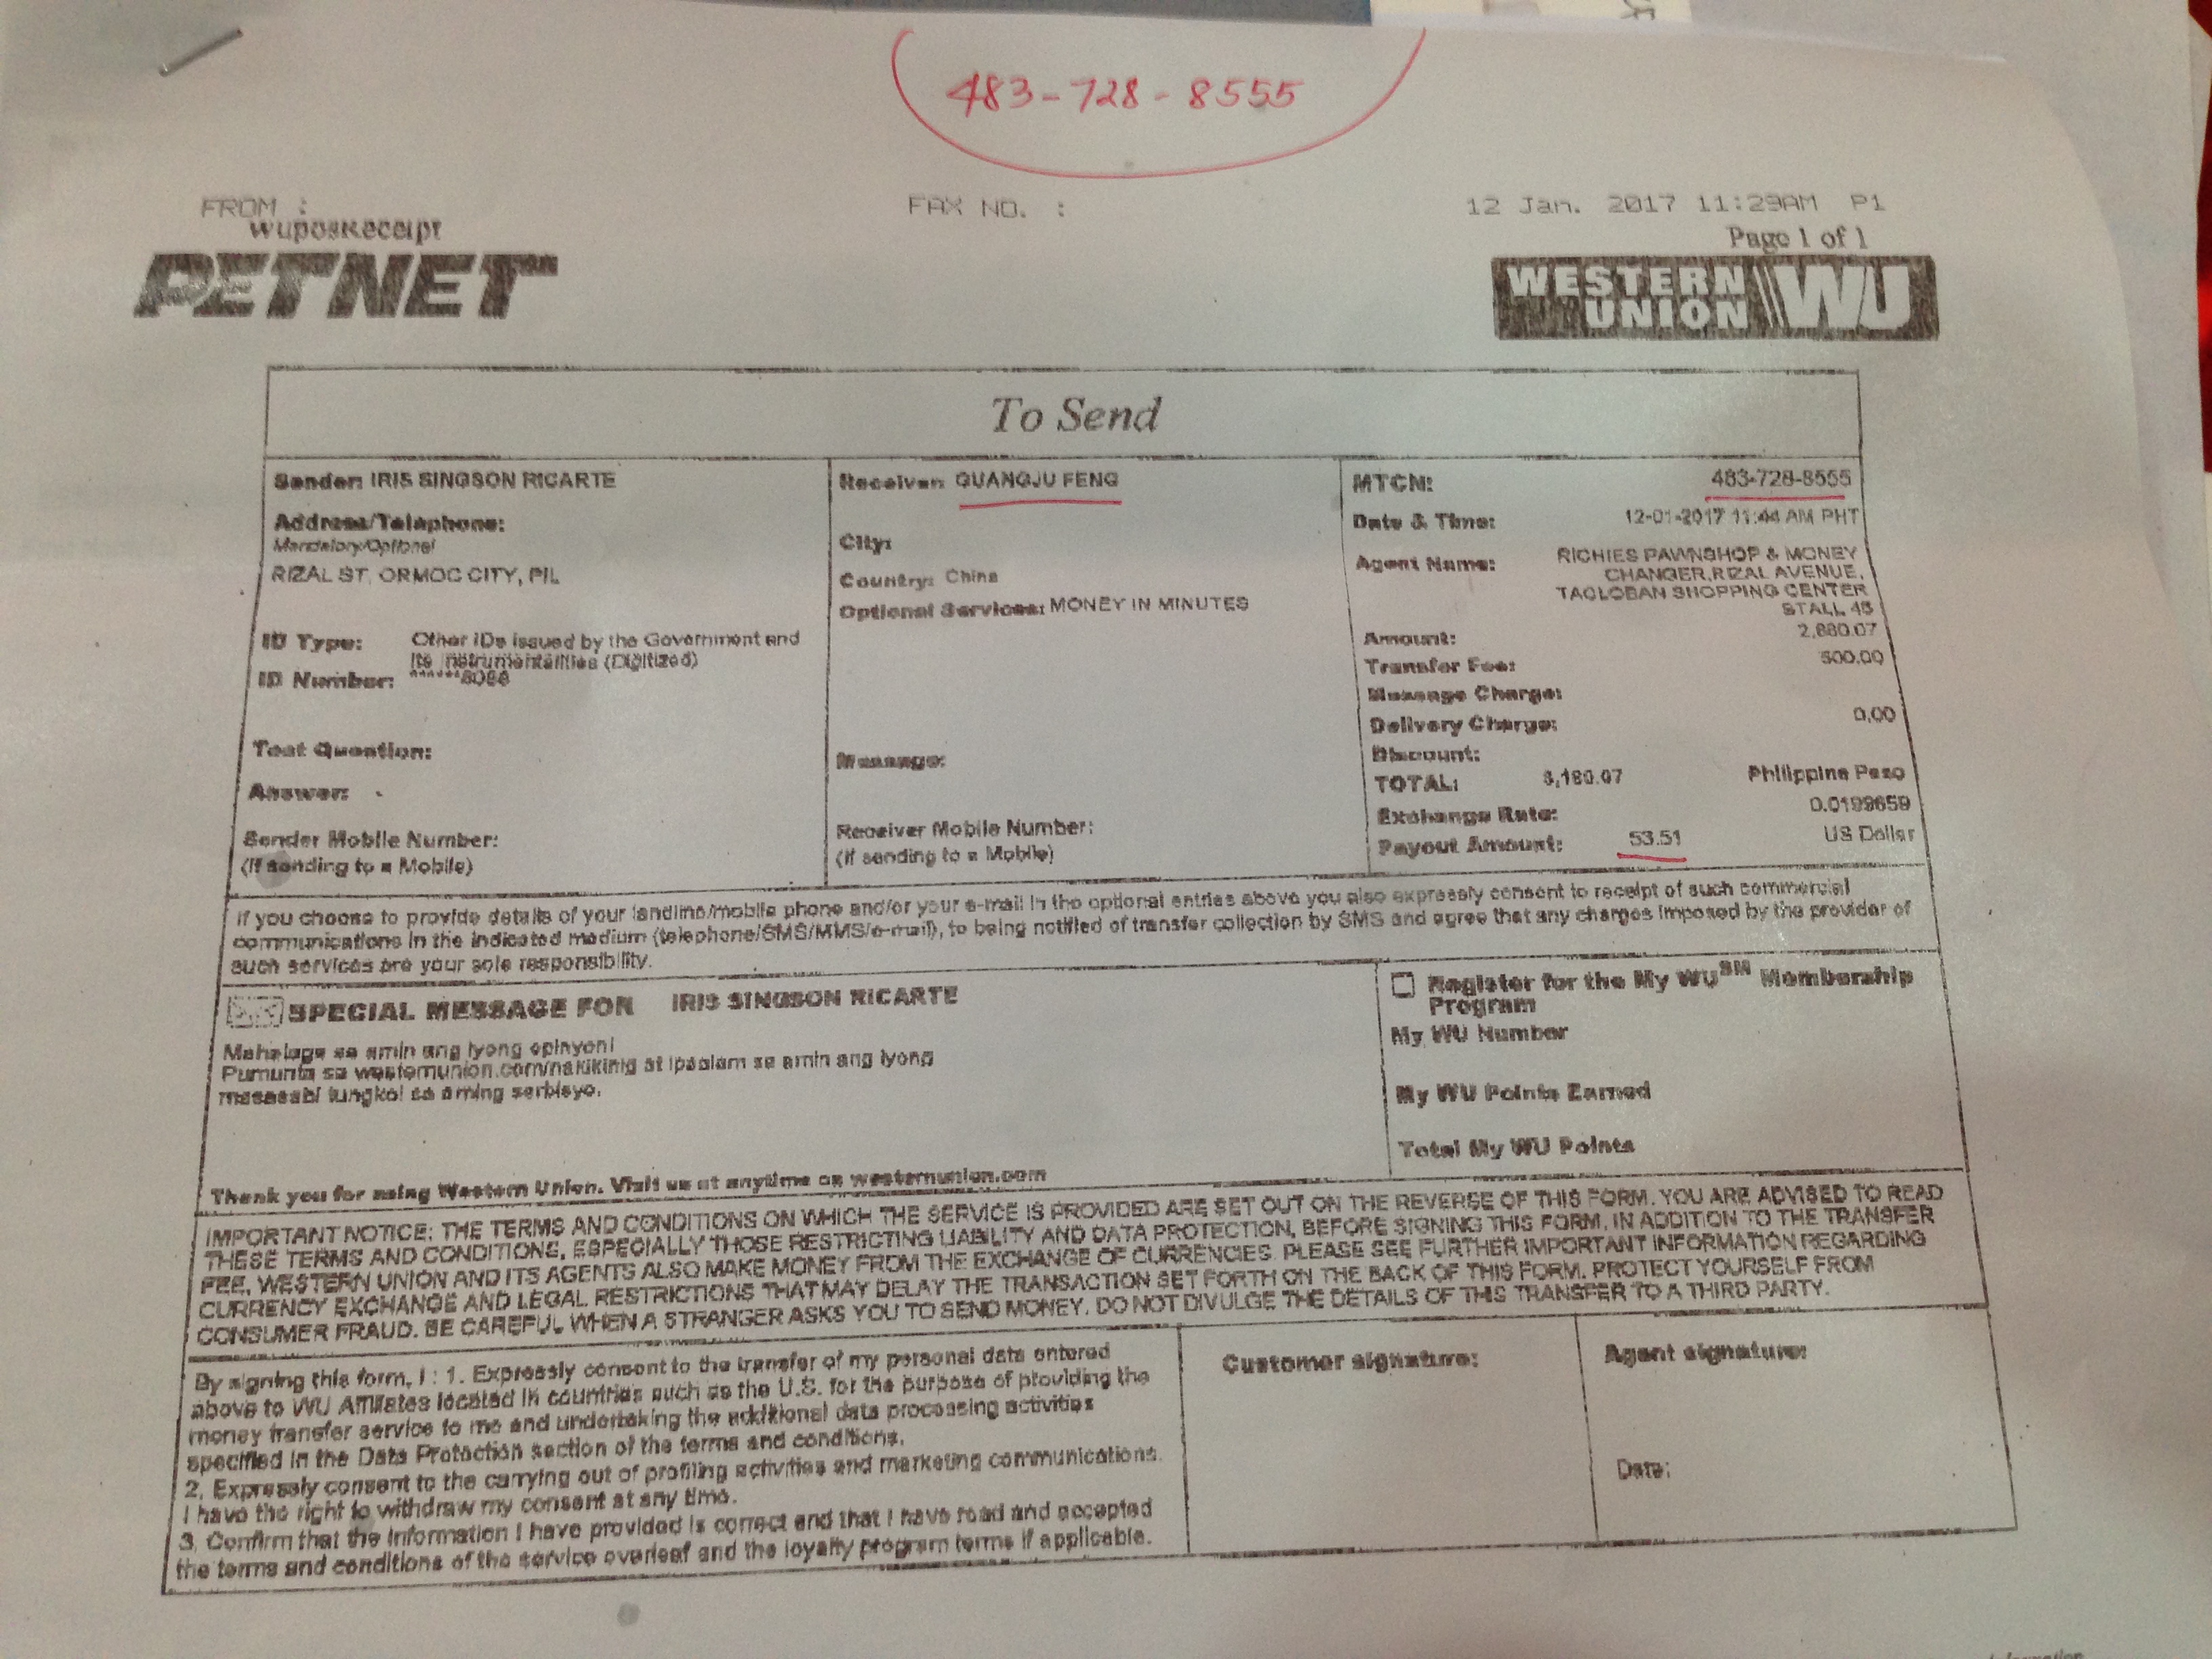 483-728-8555
FROM :
FAX NO. :
12 Jan. 2017 11:29AM P1
WuposReceipt
Page 1 of 1
PETNET
WESTERN UNION WU
To Send
Sender: IRIS SINGSON RICARTE
Address/Telephone:
Mandatory/Optional
RIZAL ST, ORMOC CITY, PIL
ID Type: Other IDs issued by the Government and
its instrumentalities (Digitized)
ID Number:
Test Question:
Answer:
Sender Mobile Number:
(If sending to a Mobile)
Receiver: GUANGJU FENG
City:
Country: China
Optional Services: MONEY IN MINUTES
Message:
Receiver Mobile Number:
(If sending to a Mobile)
MTCN: 483-728-8555
Date & Time: 12-01-2017 11:44 AM PHT
Agent Name: RICHIES PAWNSHOP & MONEY
CHANGER,RIZAL AVENUE,
TACLOBAN SHOPPING CENTER
STALL 45
Amount: 2,680.07
Transfer Fee: 500.00
Message Charge:
Delivery Charge: 0.00
Discount:
TOTAL: 3,180.07 Philippine Peso
Exchange Rate: 0.0199659
Payout Amount: 53.51 US Dollar
If you choose to provide details of your landline/mobile phone and/or your e-mail in the optional entries above you also expressly consent to receipt of such commercial
communications in the indicated medium (telephone/SMS/MMS/e-mail), to being notified of transfer collection by SMS and agree that any charges imposed by the provider of
such services are your sole responsibility.
SPECIAL MESSAGE FOR IRIS SINGSON RICARTE
Mahalaga sa amin ang iyong opinyon!
Pumunta sa westernunion.com/nakikinig at ipaalam sa amin ang iyong
masasabi tungkol sa aming serbisyo.
Thank you for using Western Union. Visit us at anytime on westernunion.com
Register for the My WU SM Membership
Program
My WU Number
My WU Points Earned
Total My WU Points
IMPORTANT NOTICE: THE TERMS AND CONDITIONS ON WHICH THE SERVICE IS PROVIDED ARE SET OUT ON THE REVERSE OF THIS FORM. YOU ARE ADVISED TO READ
THESE TERMS AND CONDITIONS, ESPECIALLY THOSE RESTRICTING LIABILITY AND DATA PROTECTION, BEFORE SIGNING THIS FORM. IN ADDITION TO THE TRANSFER
FEE, WESTERN UNION AND ITS AGENTS ALSO MAKE MONEY FROM THE EXCHANGE OF CURRENCIES. PLEASE SEE FURTHER IMPORTANT INFORMATION REGARDING
CURRENCY EXCHANGE AND LEGAL RESTRICTIONS THAT MAY DELAY THE TRANSACTION SET FORTH ON THE BACK OF THIS FORM. PROTECT YOURSELF FROM
CONSUMER FRAUD. BE CAREFUL WHEN A STRANGER ASKS YOU TO SEND MONEY. DO NOT DIVULGE THE DETAILS OF THIS TRANSFER TO A THIRD PARTY.
By signing this form, I : 1. Expressly consent to the transfer of my personal data entered
above to WU Affiliates located in countries such as the U.S. for the purpose of providing the
money transfer service to me and undertaking the additional data processing activities
specified in the Data Protection section of the terms and conditions.
2. Expressly consent to the carrying out of profiling activities and marketing communications.
I have the right to withdraw my consent at any time.
3. Confirm that the information I have provided is correct and that I have read and accepted
the terms and conditions of the service overleaf and the loyalty program terms if applicable.
Customer signature:
Agent signature:
Date: